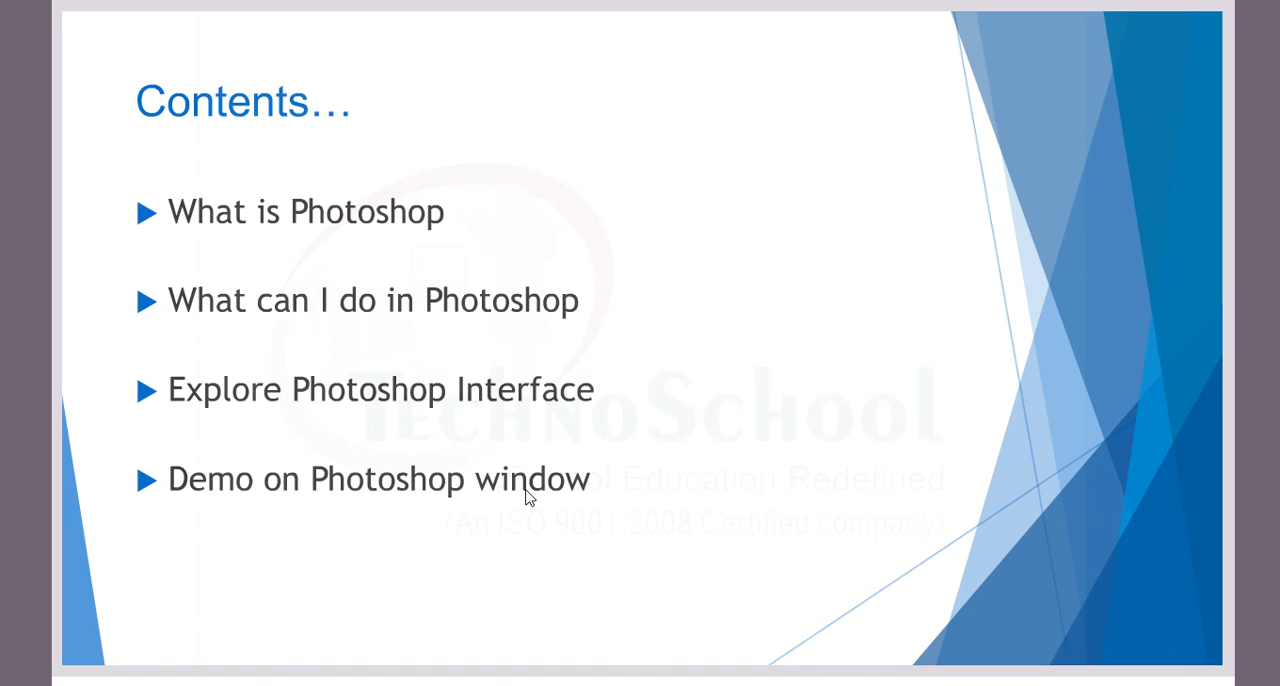 Contents...
What is Photoshop
What can I do in Photoshop
Explore Photoshop Interface
TechnoSchool
Demo on Photoshop window
ol Education Redefined
(An ISO 9001:2008 Certified company)